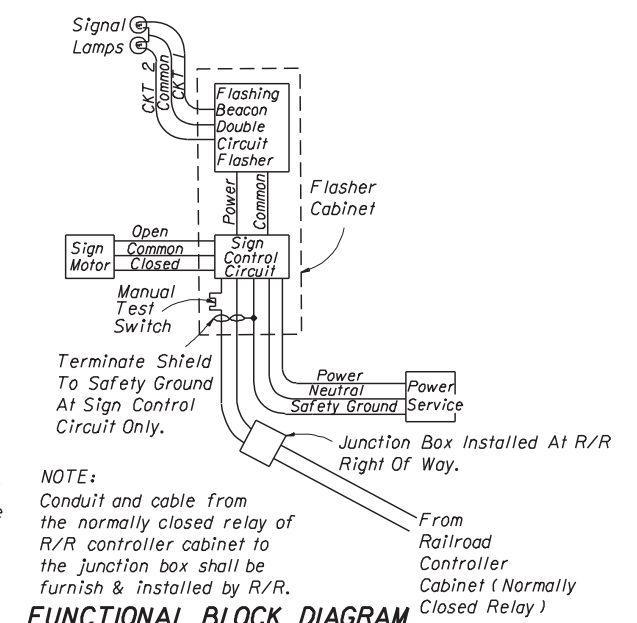 Signal
Lamps
CKT 2
Common
CKT 1
Flashing
Beacon
Double
Circuit
Flasher
Power
Common
Flasher
Cabinet
Sign
Motor
Open
Common
Closed
Sign
Control
Circuit
Manual
Test
Switch
Terminate Shield
To Safety Ground
At Sign Control
Circuit Only.
Power
Neutral
Safety Ground
Power
Service
Junction Box Installed At R/R
Right Of Way.
NOTE:
Conduit and cable from
the normally closed relay of
R/R controller cabinet to
the junction box shall be
furnish & installed by R/R.
From
Railroad
Controller
Cabinet (Normally
Closed Relay)
FUNCTIONAL BLOCK DIAGRAM